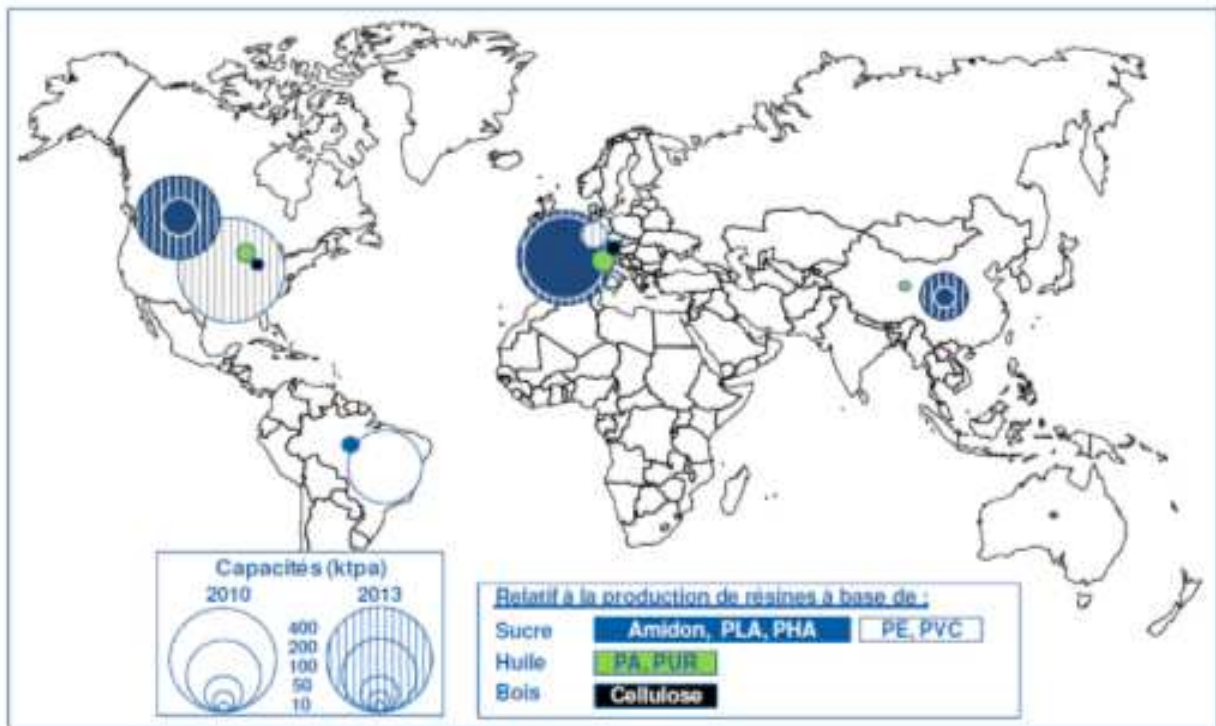 Capacités (ktpa)
2010 2013
400
200
100
50
10
Relatif à la production de résines à base de :
Sucre Amidon, PLA, PHA PE, PVC
Huile PA, PUR
Bois Cellulose